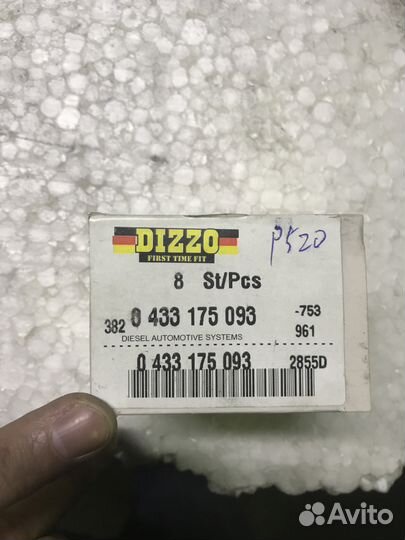 DIZZO
FIRST TIME FIT
P520
8 St/Pcs
382 0 433 175 093 -753
961
DIESEL AUTOMOTIVE SYSTEMS
0 433 175 093 2855D
Avito